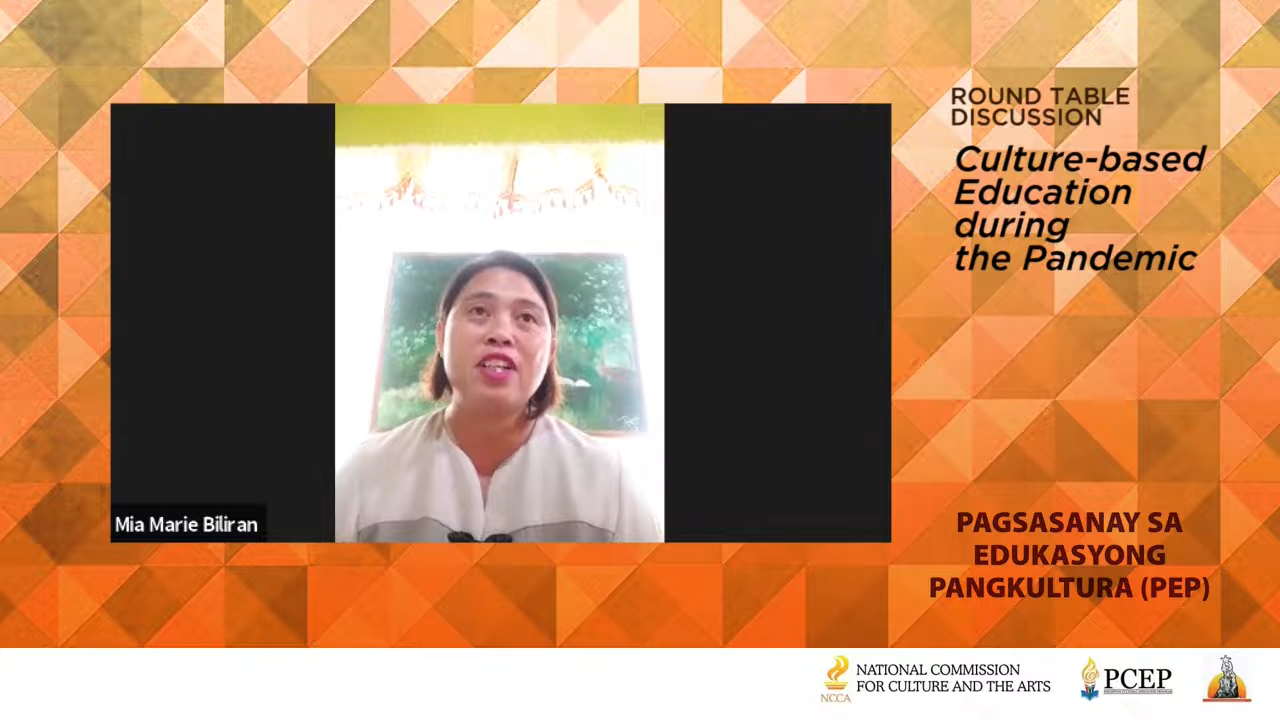 ROUND TABLE
DISCUSSION
Culture-based
Education
during
the Pandemic
Mia Marie Biliran
PAGSASANAY SA
EDUKASYONG
PANGKULTURA (PEP)
NCCA
NATIONAL COMMISSION
FOR CULTURE AND THE ARTS
PCEP